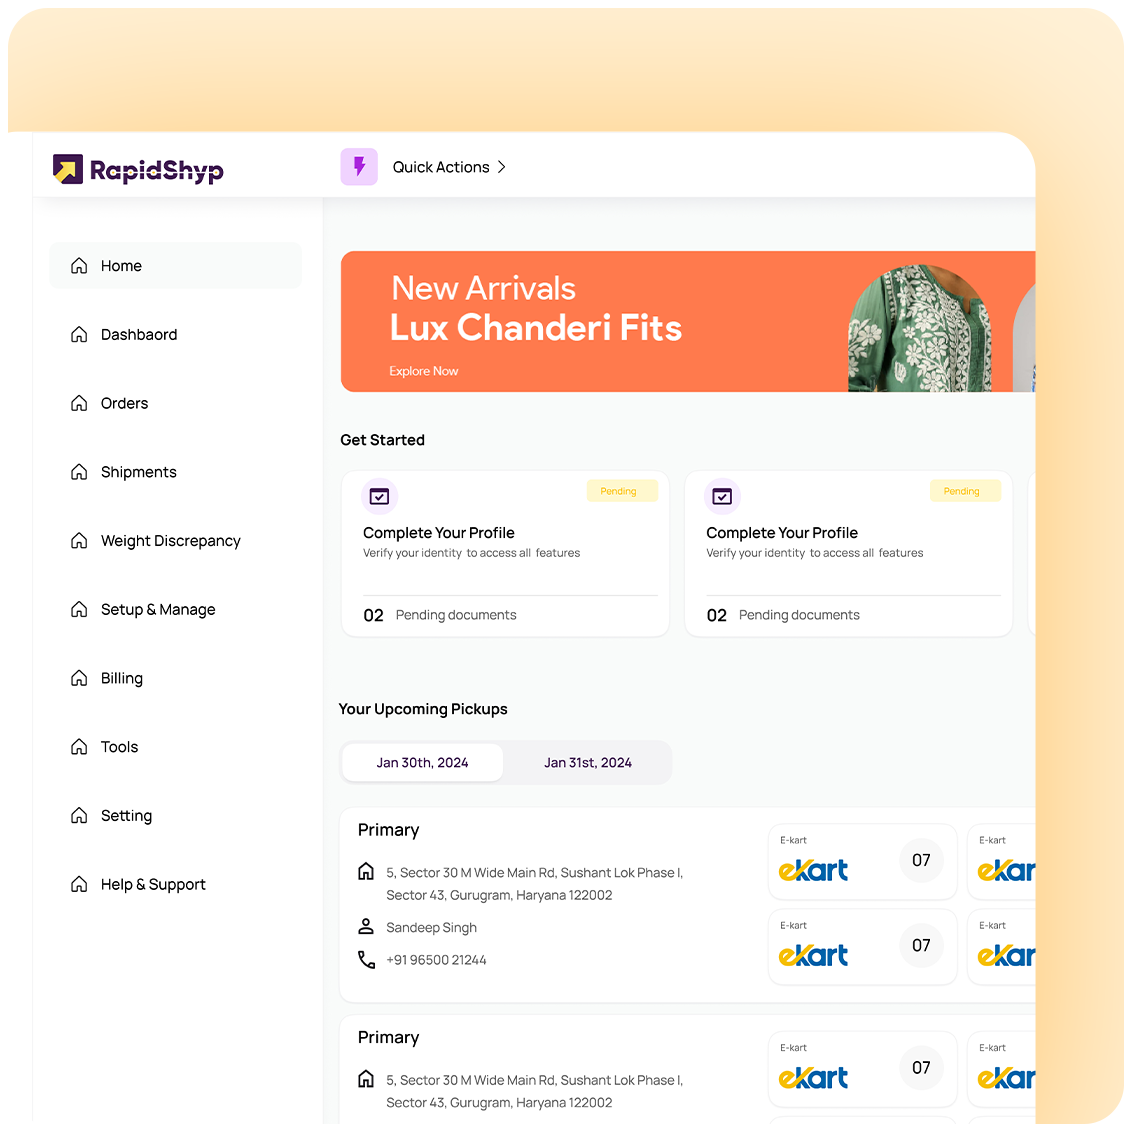 RapidShyp
Quick Actions
Home
Dashbaord
Orders
Shipments
Weight Discrepancy
Setup & Manage
Billing
Tools
Setting
Help & Support
New Arrivals
Lux Chanderi Fits
Explore Now
Get Started
Pending
Complete Your Profile
Verify your identity to access all features
02 Pending documents
Pending
Complete Your Profile
Verify your identity to access all features
02 Pending documents
Your Upcoming Pickups
Jan 30th, 2024
Jan 31st, 2024
Primary
5, Sector 30 M Wide Main Rd, Sushant Lok Phase I,
Sector 43, Gurugram, Haryana 122002
Sandeep Singh
+91 96500 21244
E-kart
ekart
07
E-kart
ekar
E-kart
ekart
07
E-kart
ekar
Primary
5, Sector 30 M Wide Main Rd, Sushant Lok Phase I,
Sector 43, Gurugram, Haryana 122002
E-kart
ekart
07
E-kart
ekar